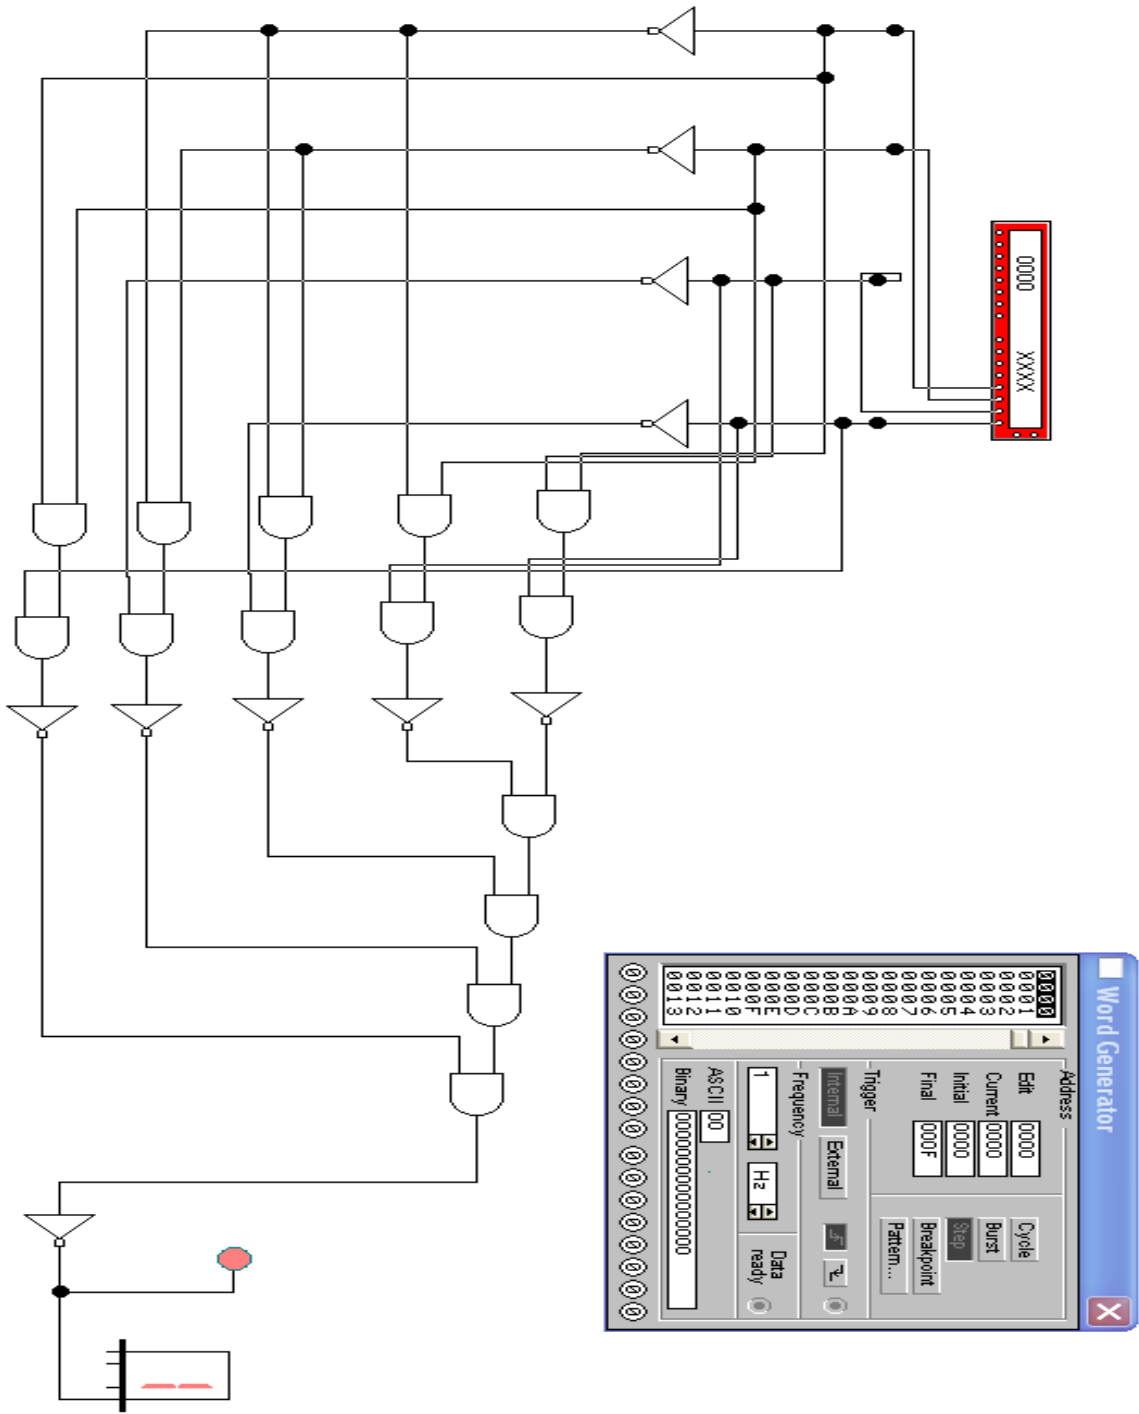 0000 XXXX
Word Generator
0000
0001
0002
0003
0004
0005
0006
0007
0008
0009
000A
000B
000C
000D
000E
000F
0010
0011
0012
0013
Address
Edit 0000
Current 0000
Initial 0000
Final 000F
Cycle
Burst
Step
Breakpoint
Pattern...
Trigger
Internal External
Frequency
1 Hz
Data
ready
ASCII 00
Binary 0000000000000000
0 0 0 0 0 0 0 0 0 0 0 0 0 0 0 0